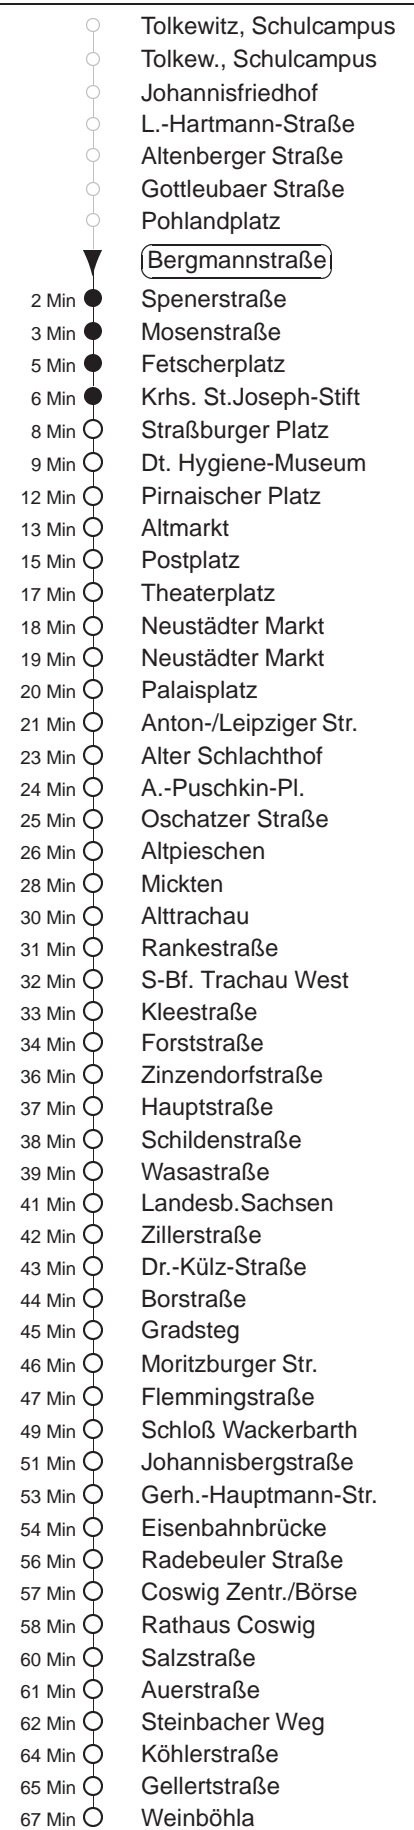 Tolkewitz, Schulcampus
Tolkew., Schulcampus
Johannisfriedhof
L.-Hartmann-Straße
Altenberger Straße
Gottleubaer Straße
Pohlandplatz
Bergmannstraße
2 Min Spenerstraße
3 Min Mosenstraße
5 Min Fetscherplatz
6 Min Krhs. St.Joseph-Stift
8 Min Straßburger Platz
9 Min Dt. Hygiene-Museum
12 Min Pirnaischer Platz
13 Min Altmarkt
15 Min Postplatz
17 Min Theaterplatz
18 Min Neustädter Markt
19 Min Neustädter Markt
20 Min Palaisplatz
21 Min Anton-/Leipziger Str.
23 Min Alter Schlachthof
24 Min A.-Puschkin-Pl.
25 Min Oschatzer Straße
26 Min Altpieschen
28 Min Mickten
30 Min Alttrachau
31 Min Rankestraße
32 Min S-Bf. Trachau West
33 Min Kleestraße
34 Min Forststraße
36 Min Zinzendorfstraße
37 Min Hauptstraße
38 Min Schildenstraße
39 Min Wasastraße
41 Min Landesb.Sachsen
42 Min Zillerstraße
43 Min Dr.-Külz-Straße
44 Min Borstraße
45 Min Gradsteg
46 Min Moritzburger Str.
47 Min Flemmingstraße
49 Min Schloß Wackerbarth
51 Min Johannisbergstraße
53 Min Gerh.-Hauptmann-Str.
54 Min Eisenbahnbrücke
56 Min Radebeuler Straße
57 Min Coswig Zentr./Börse
58 Min Rathaus Coswig
60 Min Salzstraße
61 Min Auerstraße
62 Min Steinbacher Weg
64 Min Köhlerstraße
65 Min Gellertstraße
67 Min Weinböhla